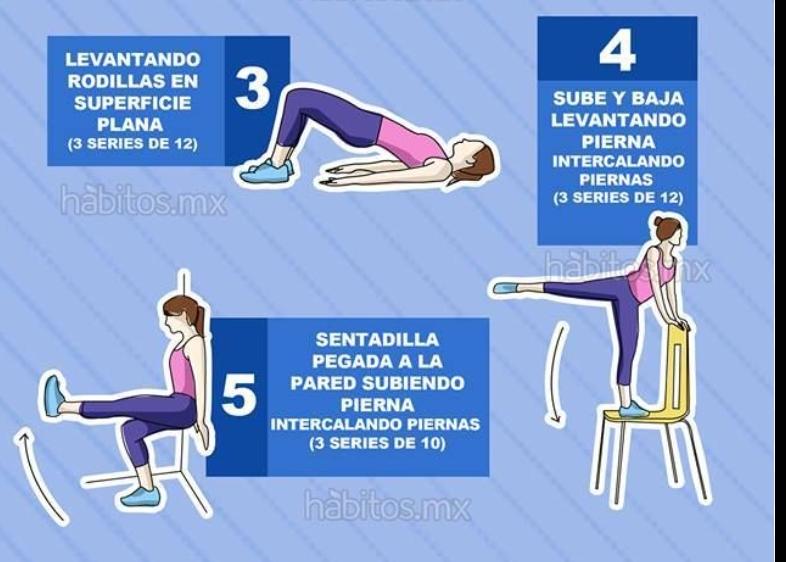 LEVANTANDO
RODILLAS EN
SUPERFICIE
PLANA
(3 SERIES DE 12)
3
hábitos.mx
4
SUBE Y BAJA
LEVANTANDO
PIERNA
INTERCALANDO
PIERNAS
(3 SERIES DE 12)
hábitos.mx
5
SENTADILLA
PEGADA A LA
PARED SUBIENDO
PIERNA
INTERCALANDO PIERNAS
(3 SERIES DE 10)
hábitos.mx